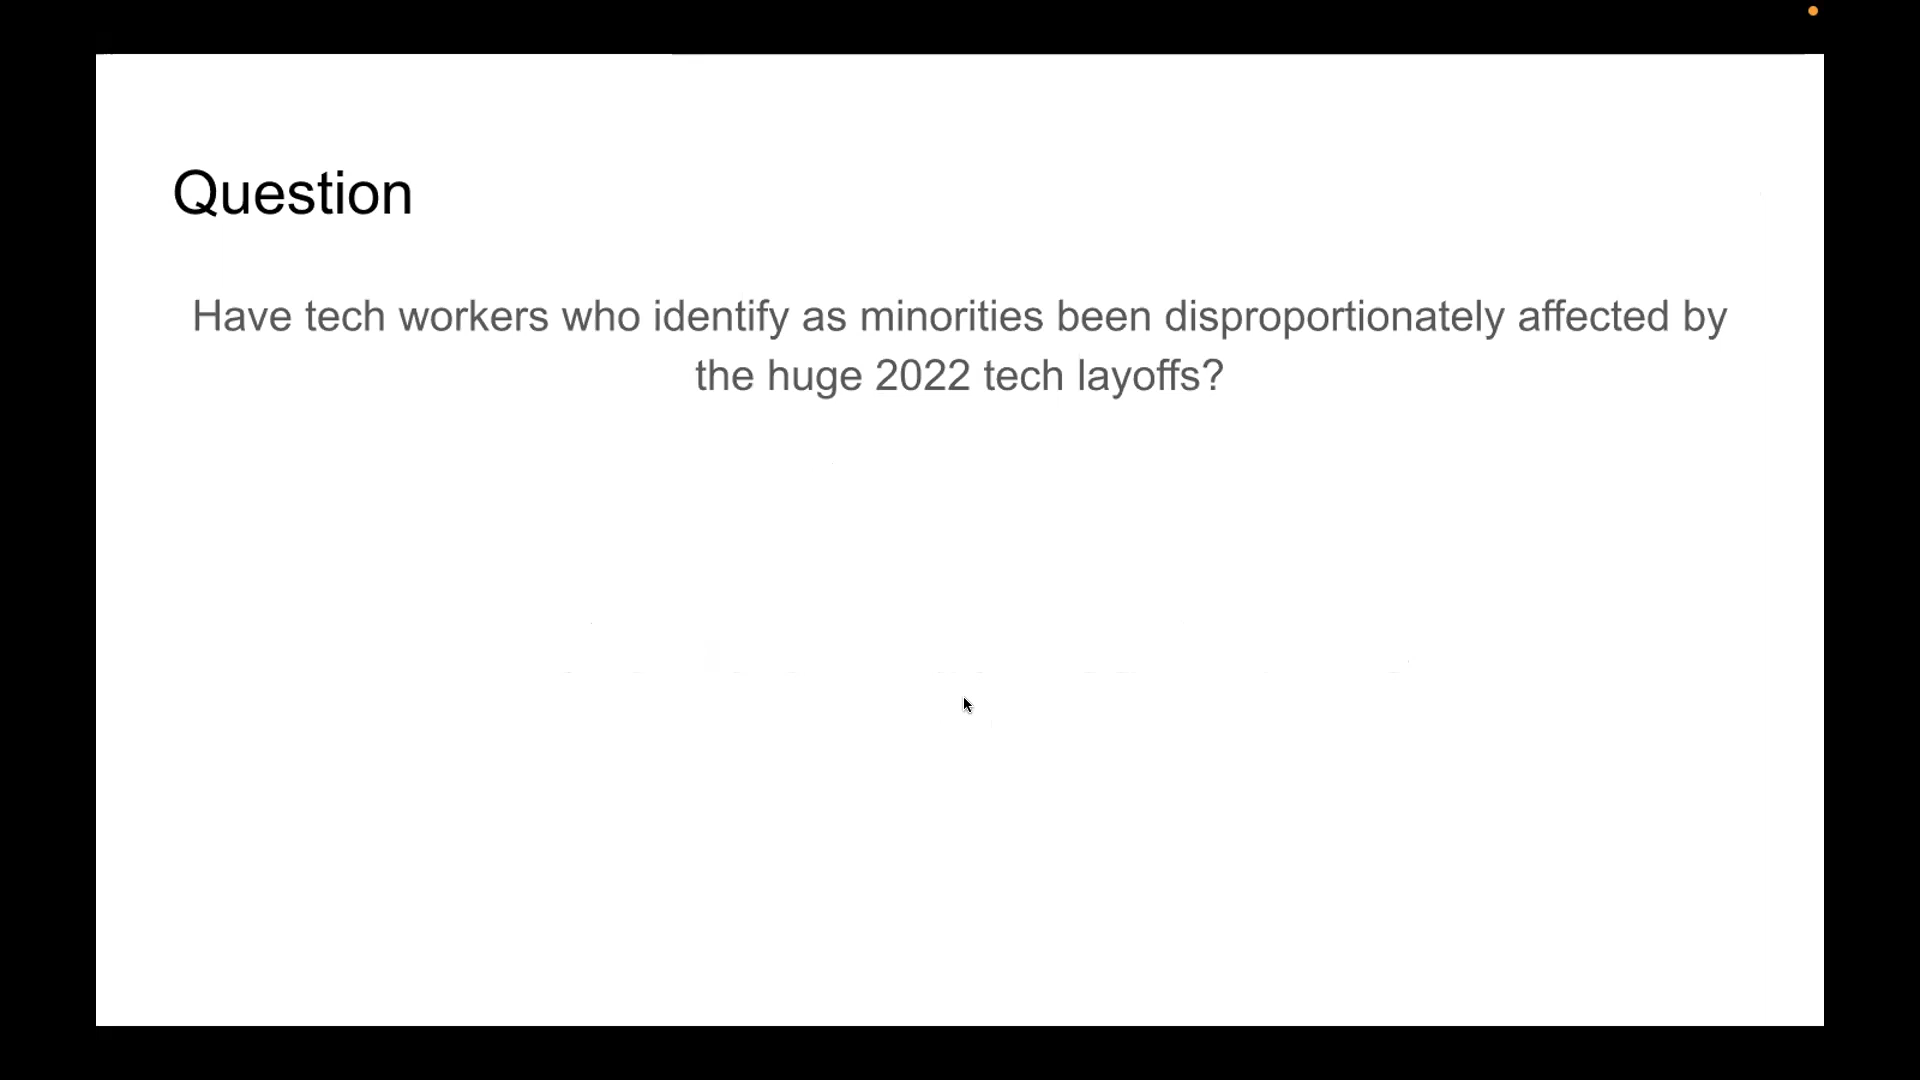 Question
Have tech workers who identify as minorities been disproportionately affected by
the huge 2022 tech layoffs?